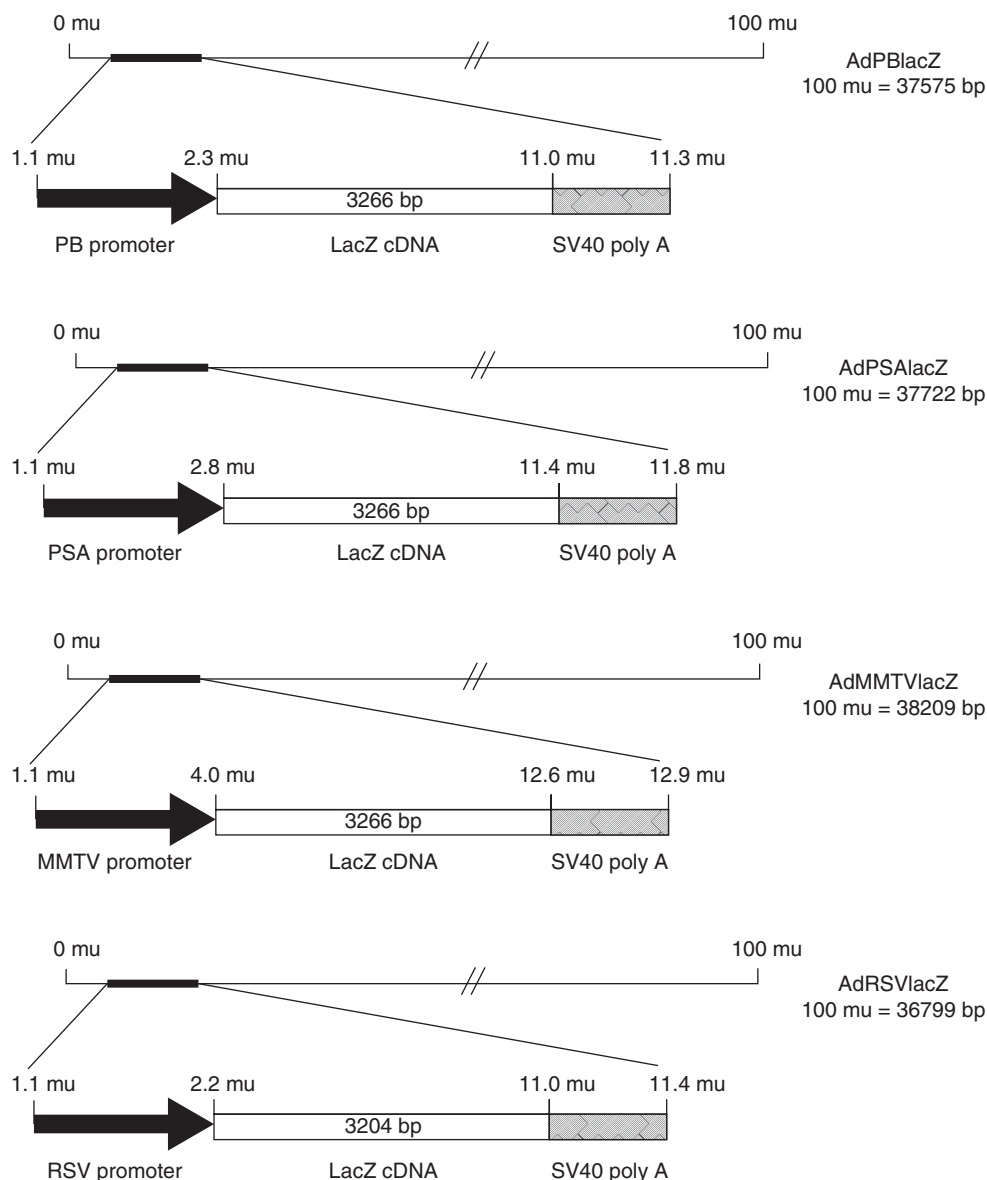 0 mu 100 mu
AdPBlacZ
100 mu = 37575 bp
1.1 mu 2.3 mu 11.0 mu 11.3 mu
3266 bp
PB promoter LacZ cDNA SV40 poly A
0 mu 100 mu
AdPSAlacZ
100 mu = 37722 bp
1.1 mu 2.8 mu 11.4 mu 11.8 mu
3266 bp
PSA promoter LacZ cDNA SV40 poly A
0 mu 100 mu
AdMMTVlacZ
100 mu = 38209 bp
1.1 mu 4.0 mu 12.6 mu 12.9 mu
3266 bp
MMTV promoter LacZ cDNA SV40 poly A
0 mu 100 mu
AdRSVlacZ
100 mu = 36799 bp
1.1 mu 2.2 mu 11.0 mu 11.4 mu
3204 bp
RSV promoter LacZ cDNA SV40 poly A